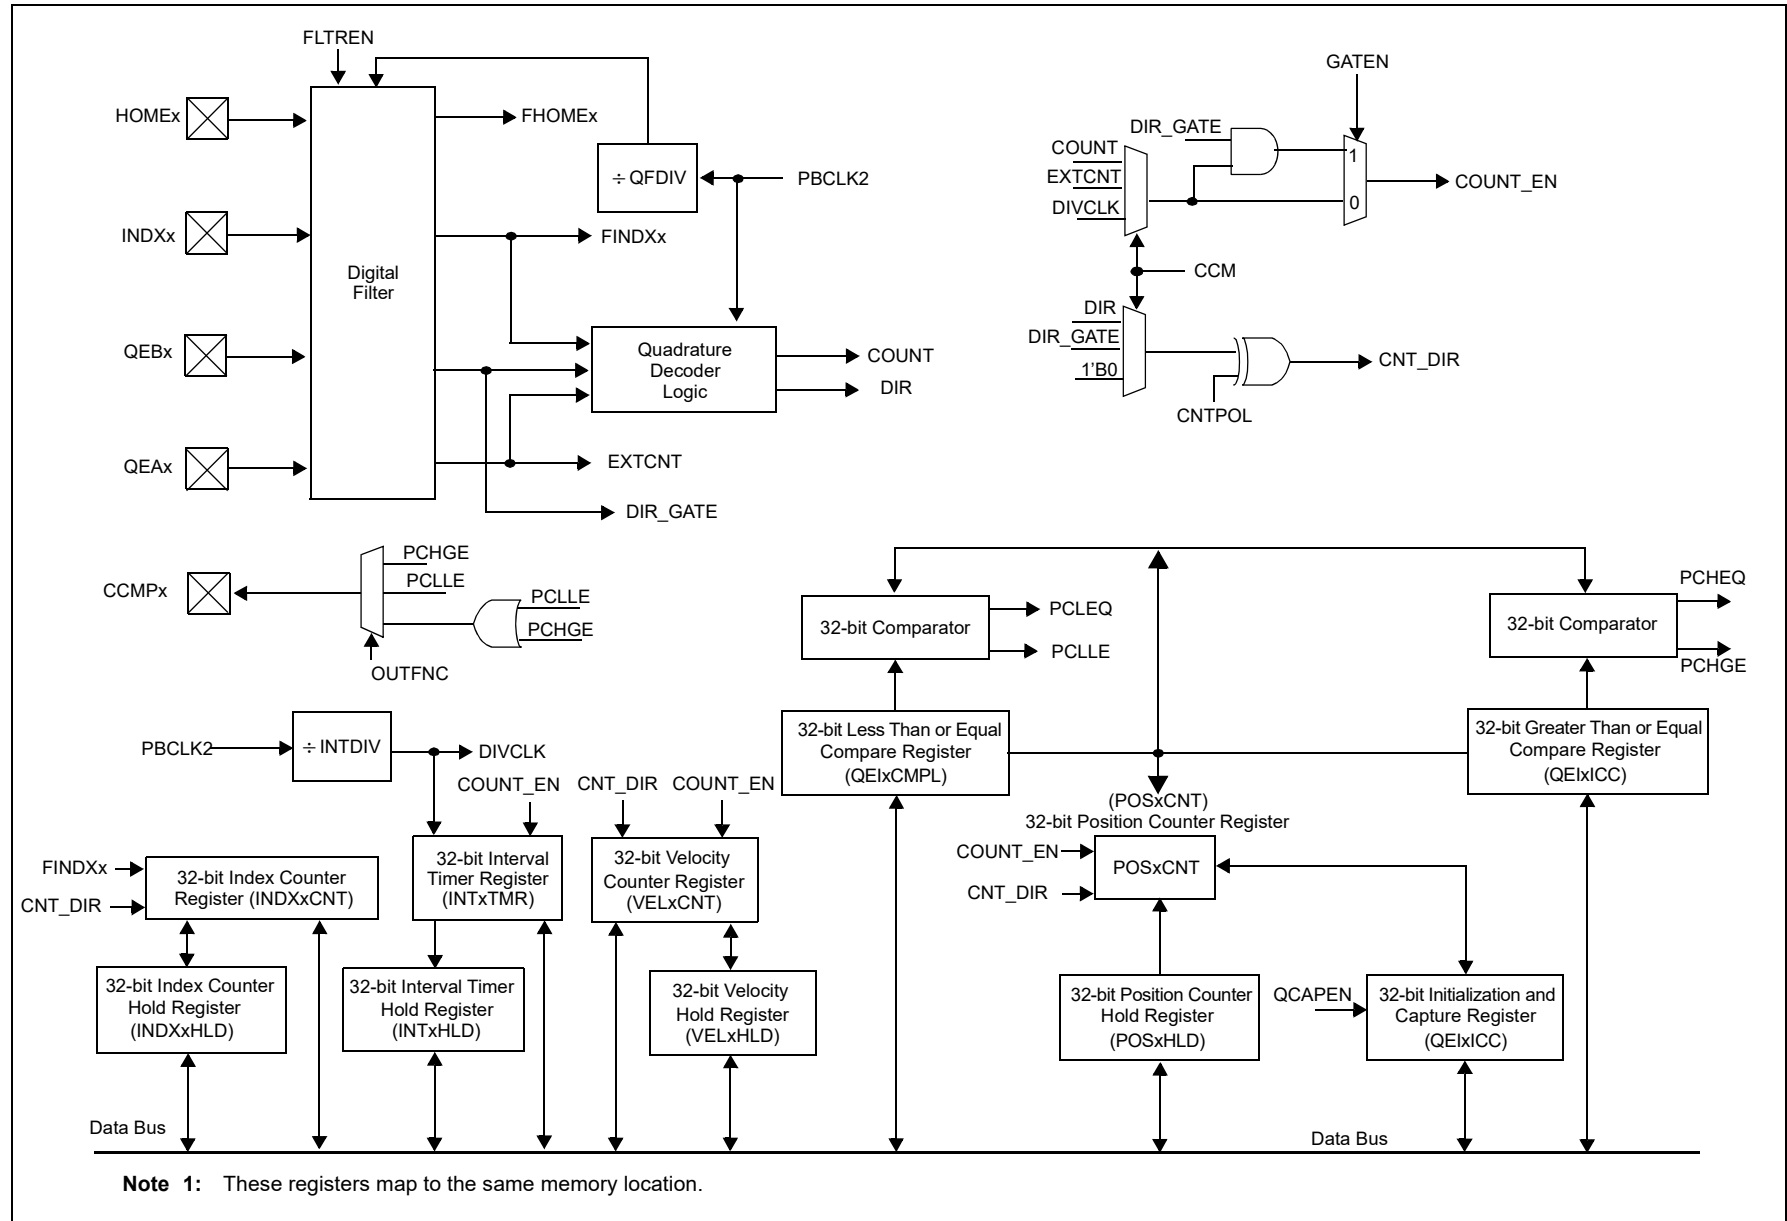 FLTREN
HOMEx
FHOMEx
÷ QFDIV
PBCLK2
INDXx
FINDXx
Digital
Filter
QEBx
Quadrature
Decoder
Logic
COUNT
DIR
QEAx
EXTCNT
DIR_GATE
GATEN
DIR_GATE
COUNT
EXTCNT
DIVCLK
1
0
COUNT_EN
CCM
DIR
DIR_GATE
1'B0
CNT_DIR
CNTPOL
CCMPx
PCHGE
PCLLE
PCLLE
PCHGE
OUTFNC
32-bit Comparator
PCLEQ
PCLLE
32-bit Comparator
PCHEQ
PCHGE
PBCLK2
÷ INTDIV
DIVCLK
COUNT_EN
CNT_DIR
COUNT_EN
32-bit Less Than or Equal
Compare Register
(QEIxCMPL)
32-bit Greater Than or Equal
Compare Register
(QEIxICC)
(POSxCNT)
32-bit Position Counter Register
COUNT_EN
CNT_DIR
POSxCNT
FINDXx
CNT_DIR
32-bit Index Counter
Register (INDXxCNT)
32-bit Interval
Timer Register
(INTxTMR)
32-bit Velocity
Counter Register
(VELxCNT)
32-bit Index Counter
Hold Register
(INDXxHLD)
32-bit Interval Timer
Hold Register
(INTxHLD)
32-bit Velocity
Hold Register
(VELxHLD)
32-bit Position Counter
Hold Register
(POSxHLD)
QCAPEN
32-bit Initialization and
Capture Register
(QEIxICC)
Data Bus
Data Bus
Note 1: These registers map to the same memory location.